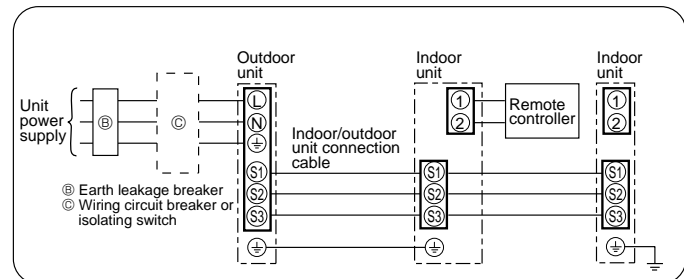 Outdoor
unit
Indoor
unit
Indoor
unit
Unit
power
supply
Ⓑ
Ⓒ
L
N
S1
S2
S3
Indoor/outdoor
unit connection
cable
1
2
S1
S2
S3
Remote
controller
1
2
S1
S2
S3
Ⓑ Earth leakage breaker
Ⓒ Wiring circuit breaker or
isolating switch